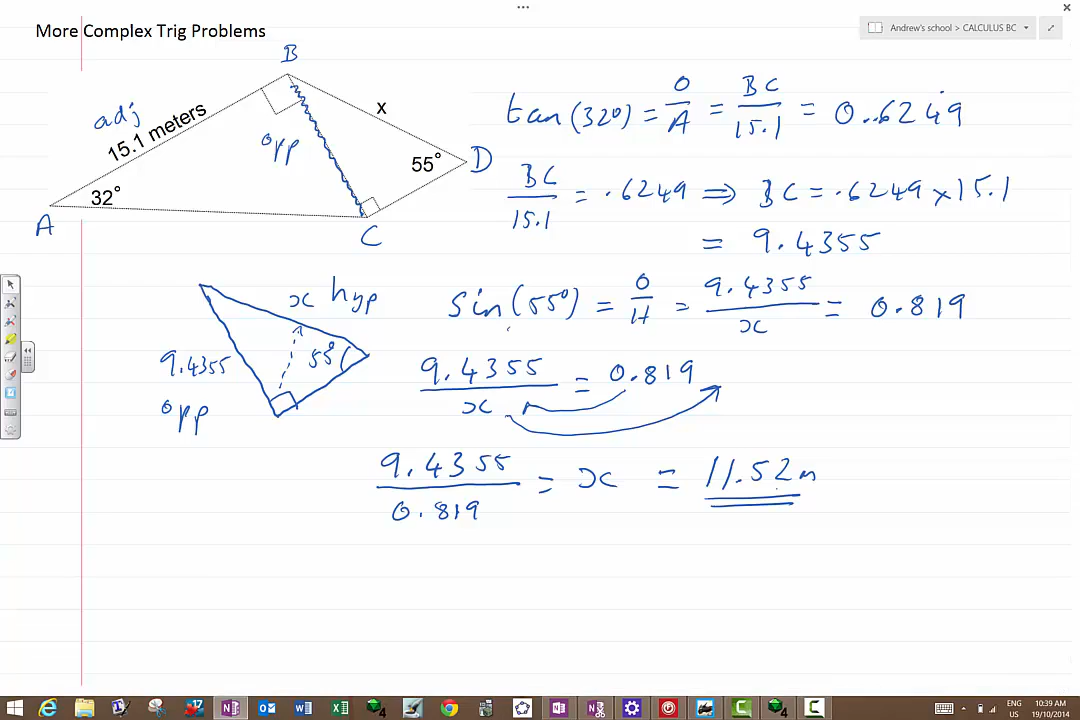 More Complex Trig Problems
Andrew's school > CALCULUS BC
B
adj
15.1 meters
x
opp
55°
D
32°
A
C
tan(32°) = O/A = BC/15.1 = 0..6249
BC/15.1 = .6249 ⇒ BC = .6249 × 15.1
= 9.4355
x hyp
9.4355
55°
opp
sin(55°) = O/H = 9.4355/x = 0.819
9.4355/x = 0.819
9.4355/0.819 = x = 11.52m
ENG
US
10:39 AM
19/10/2014